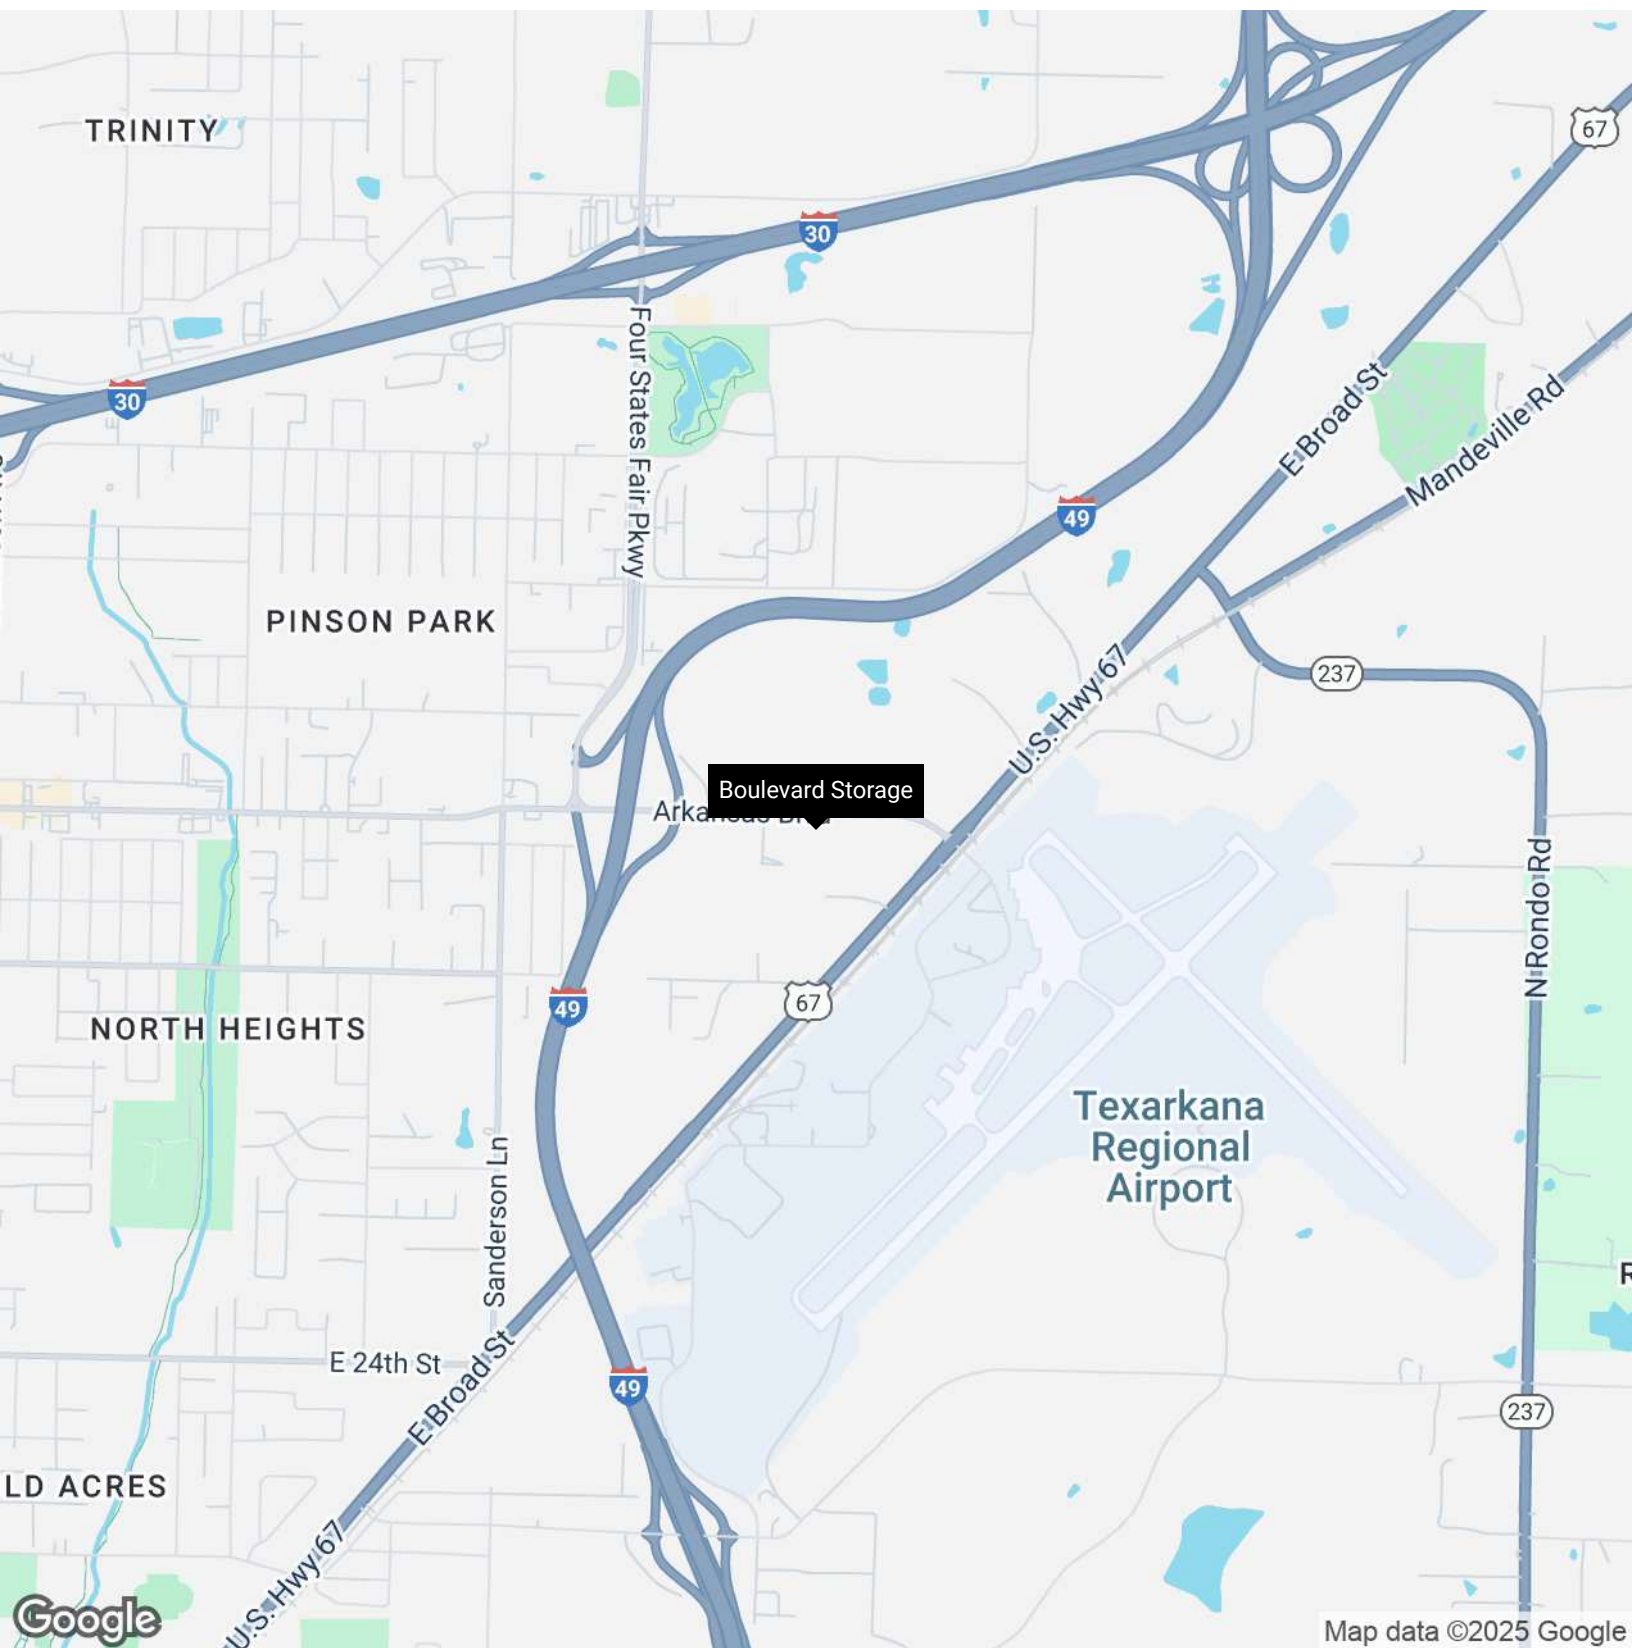 TRINITY
67
30
30
Four States Fair Pkwy
E Broad St
Mandeville Rd
49
PINSON PARK
U.S. Hwy 67
237
Boulevard Storage
Arkansas Blvd
N Rondo Rd
49
67
NORTH HEIGHTS
Texarkana
Regional
Airport
Sanderson Ln
R
E 24th St
E Broad St
49
237
LD ACRES
U.S. Hwy 67
Google
Map data ©2025 Google